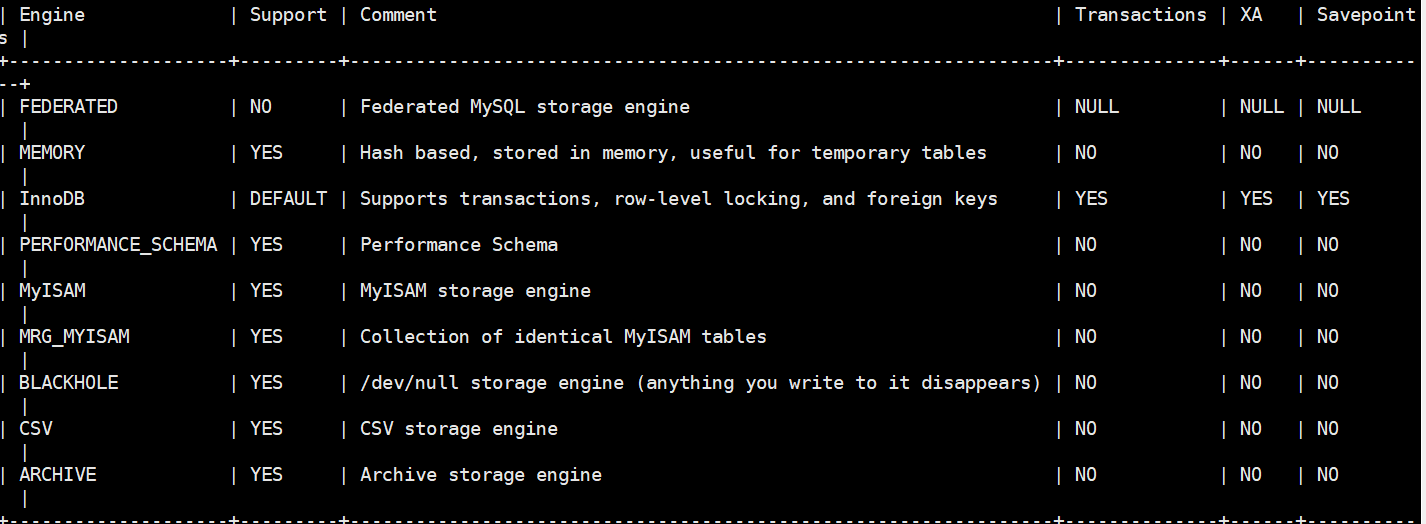 | Engine             | Support | Comment                                                        | Transactions | XA   | Savepoint
s |
+--------------------+---------+----------------------------------------------------------------+--------------+------+----------
--+
| FEDERATED          | NO      | Federated MySQL storage engine                                 | NULL         | NULL | NULL
  |
| MEMORY             | YES     | Hash based, stored in memory, useful for temporary tables      | NO           | NO   | NO
  |
| InnoDB             | DEFAULT | Supports transactions, row-level locking, and foreign keys     | YES          | YES  | YES
  |
| PERFORMANCE_SCHEMA | YES     | Performance Schema                                             | NO           | NO   | NO
  |
| MyISAM             | YES     | MyISAM storage engine                                          | NO           | NO   | NO
  |
| MRG_MYISAM         | YES     | Collection of identical MyISAM tables                          | NO           | NO   | NO
  |
| BLACKHOLE          | YES     | /dev/null storage engine (anything you write to it disappears) | NO           | NO   | NO
  |
| CSV                | YES     | CSV storage engine                                             | NO           | NO   | NO
  |
| ARCHIVE            | YES     | Archive storage engine                                         | NO           | NO   | NO
  |
+--------------------+---------+----------------------------------------------------------------+--------------+------+----------